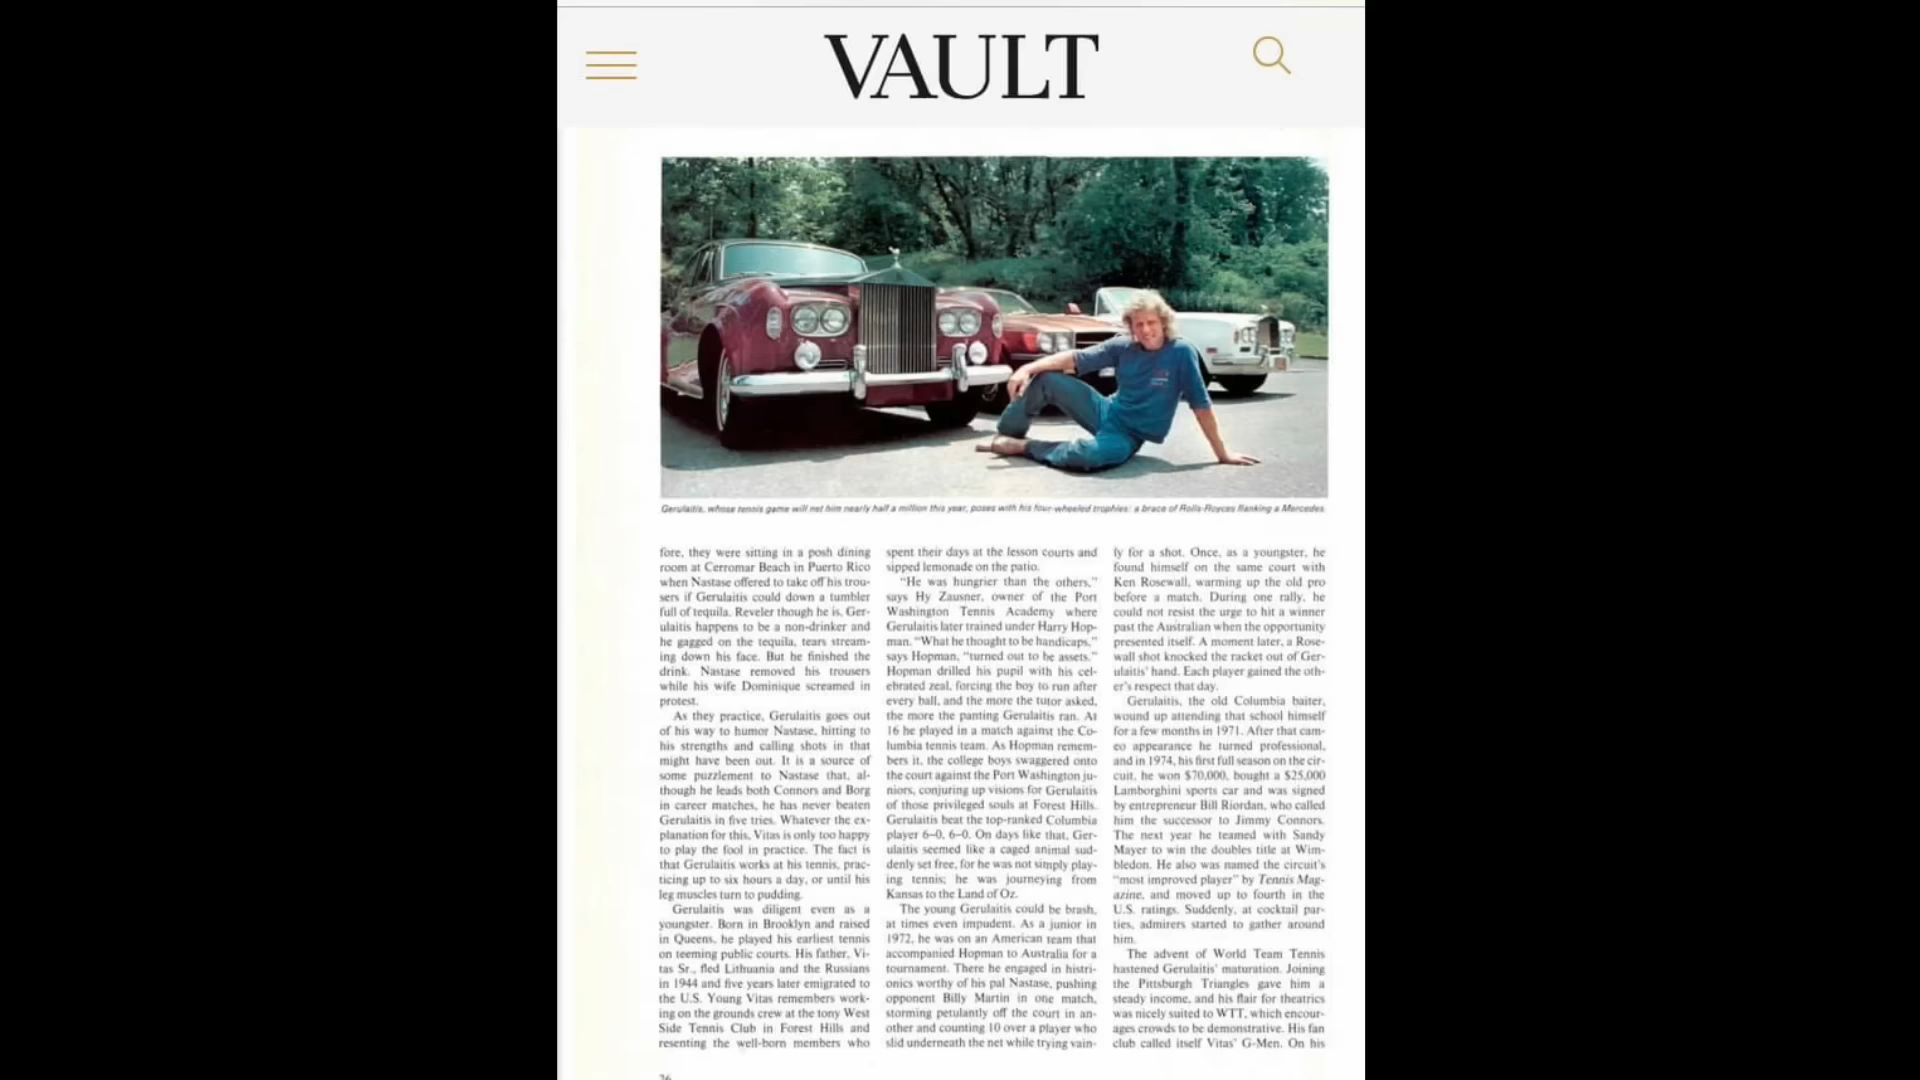 VAULT
Gerulaitis, whose tennis game will net him nearly half a million this year, poses with his four-wheeled trophies: a brace of Rolls-Royces flanking a Mercedes.
fore, they were sitting in a posh dining
room at Cerromar Beach in Puerto Rico
when Nastase offered to take off his trou-
sers if Gerulaitis could down a tumbler
full of tequila. Reveler though he is, Ger-
ulaitis happens to be a non-drinker and
he gagged on the tequila, tears stream-
ing down his face. But he finished the
drink. Nastase removed his trousers
while his wife Dominique screamed in
protest.
As they practice, Gerulaitis goes out
of his way to humor Nastase, hitting to
his strengths and calling shots in that
might have been out. It is a source of
some puzzlement to Nastase that, al-
though he leads both Connors and Borg
in career matches, he has never beaten
Gerulaitis in five tries. Whatever the ex-
planation for this, Vitas is only too happy
to play the fool in practice. The fact is
that Gerulaitis works at his tennis, prac-
ticing up to six hours a day, or until his
leg muscles turn to pudding.
Gerulaitis was diligent even as a
youngster. Born in Brooklyn and raised
in Queens, he played his earliest tennis
on teeming public courts. His father, Vi-
tas Sr., fled Lithuania and the Russians
in 1944 and five years later emigrated to
the U.S. Young Vitas remembers work-
ing on the grounds crew at the tony West
Side Tennis Club in Forest Hills and
resenting the well-born members who
spent their days at the lesson courts and
sipped lemonade on the patio.
"He was hungrier than the others,"
says Hy Zausner, owner of the Port
Washington Tennis Academy where
Gerulaitis later trained under Harry Hop-
man. "What he thought to be handicaps,"
says Hopman, "turned out to be assets."
Hopman drilled his pupil with his cel-
ebrated zeal, forcing the boy to run after
every ball, and the more the tutor asked,
the more the panting Gerulaitis ran. At
16 he played in a match against the Co-
lumbia tennis team. As Hopman remem-
bers it, the college boys swaggered onto
the court against the Port Washington ju-
niors, conjuring up visions for Gerulaitis
of those privileged souls at Forest Hills.
Gerulaitis beat the top-ranked Columbia
player 6–0, 6–0. On days like that, Ger-
ulaitis seemed like a caged animal sud-
denly set free, for he was not simply play-
ing tennis; he was journeying from
Kansas to the Land of Oz.
The young Gerulaitis could be brash,
at times even impudent. As a junior in
1972, he was on an American team that
accompanied Hopman to Australia for a
tournament. There he engaged in histri-
onics worthy of his pal Nastase, pushing
opponent Billy Martin in one match,
storming petulantly off the court in an-
other and counting 10 over a player who
slid underneath the net while trying vain-
ly for a shot. Once, as a youngster, he
found himself on the same court with
Ken Rosewall, warming up the old pro
before a match. During one rally, he
could not resist the urge to hit a winner
past the Australian when the opportunity
presented itself. A moment later, a Rose-
wall shot knocked the racket out of Ger-
ulaitis' hand. Each player gained the oth-
er's respect that day.
Gerulaitis, the old Columbia baiter,
wound up attending that school himself
for a few months in 1971. After that cam-
eo appearance he turned professional,
and in 1974, his first full season on the cir-
cuit, he won $70,000, bought a $25,000
Lamborghini sports car and was signed
by entrepreneur Bill Riordan, who called
him the successor to Jimmy Connors.
The next year he teamed with Sandy
Mayer to win the doubles title at Wim-
bledon. He also was named the circuit's
"most improved player" by Tennis Mag-
azine, and moved up to fourth in the
U.S. ratings. Suddenly, at cocktail par-
ties, admirers started to gather around
him.
The advent of World Team Tennis
hastened Gerulaitis' maturation. Joining
the Pittsburgh Triangles gave him a
steady income, and his flair for theatrics
was nicely suited to WTT, which encour-
ages crowds to be demonstrative. His fan
club called itself Vitas' G-Men. On his